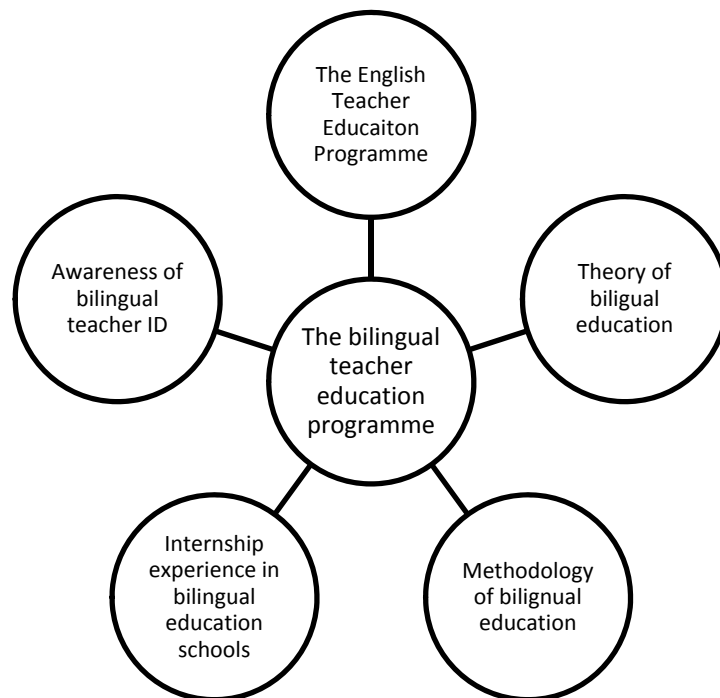 The English
Teacher
Educaiton
Programme
Awareness of
bilingual
teacher ID
Theory of
biligual
education
The bilingual
teacher
education
programme
Internship
experience in
bilingual
education
schools
Methodology
of bilignual
education